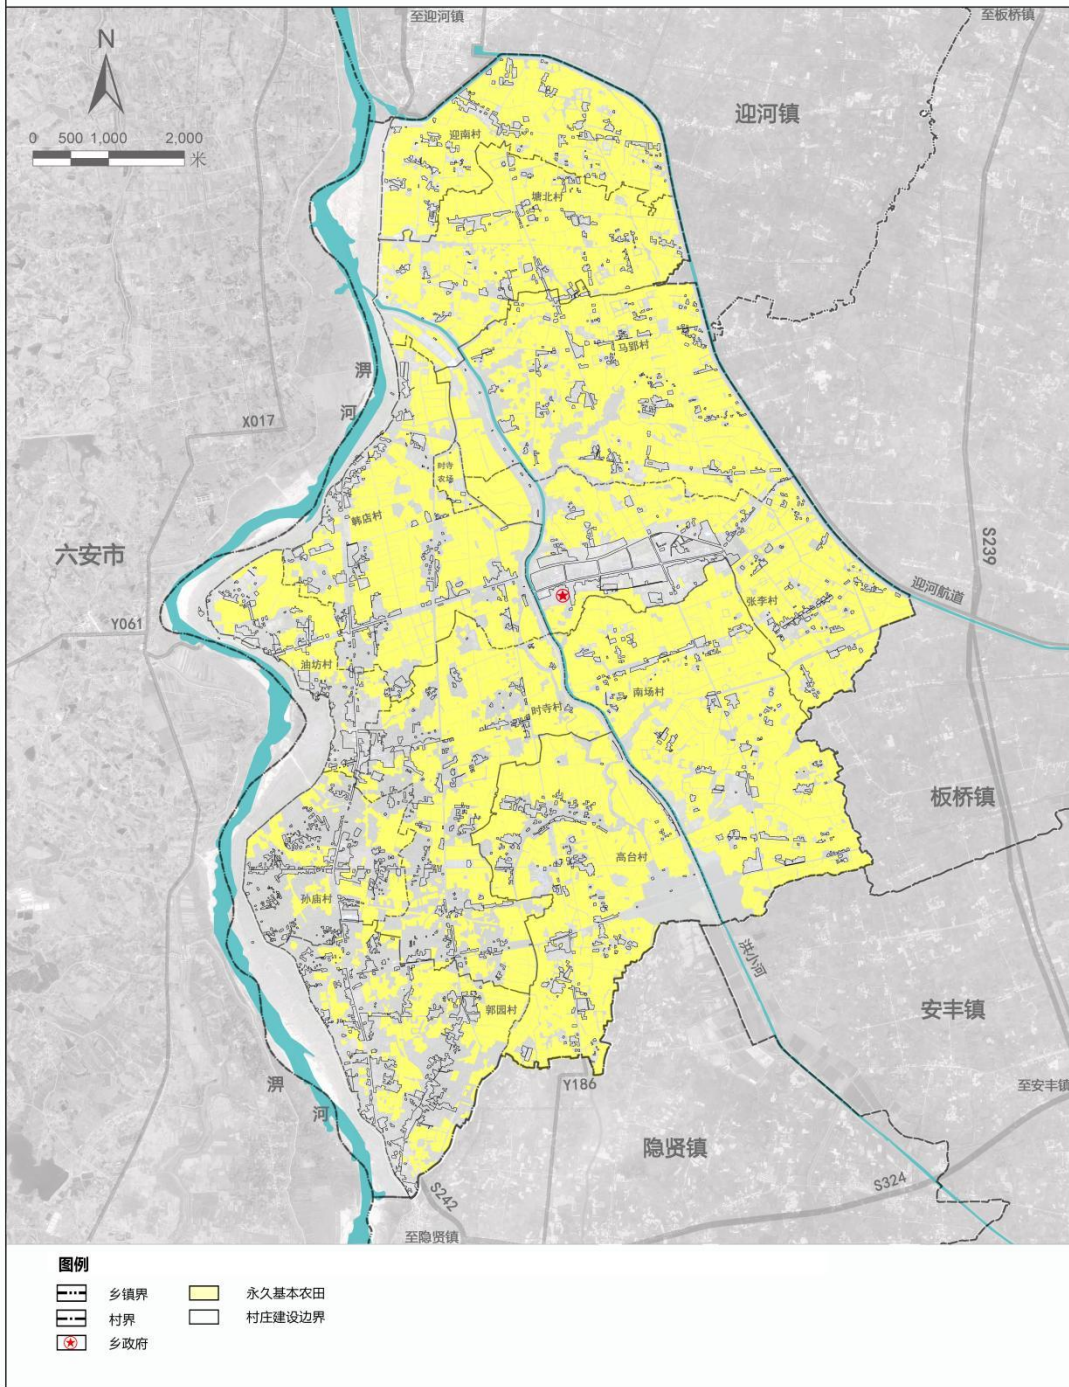 至迎河镇
至板桥镇
N
迎河镇
0 500 1,000 2,000
米
迎南村
塘北村
马郢村
淠
河
X017
时寺
农场
韩店村
六安市
S239
迎河航道
张李村
Y061
油坊村
南场村
时寺村
板桥镇
高台村
孙庙村
洪小河
郭园村
安丰镇
淠
河
Y186
至安丰镇
隐贤镇
S324
S242
至隐贤镇
图例
乡镇界
永久基本农田
村界
村庄建设边界
乡政府